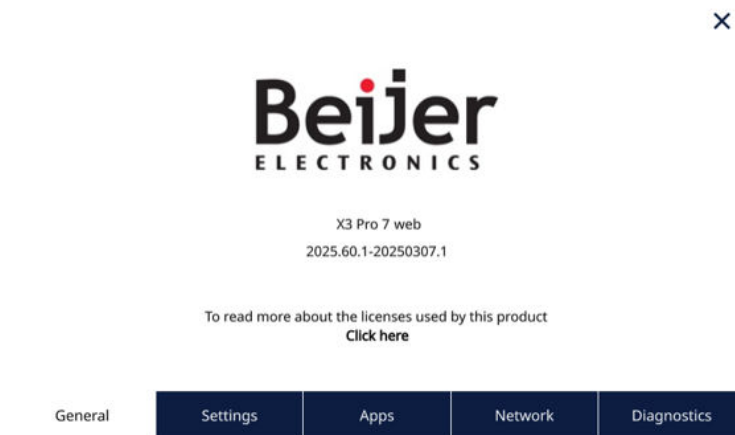 Beijer
ELECTRONICS
X3 Pro 7 web
2025.60.1-20250307.1
To read more about the licenses used by this product
Click here
General
Settings
Apps
Network
Diagnostics